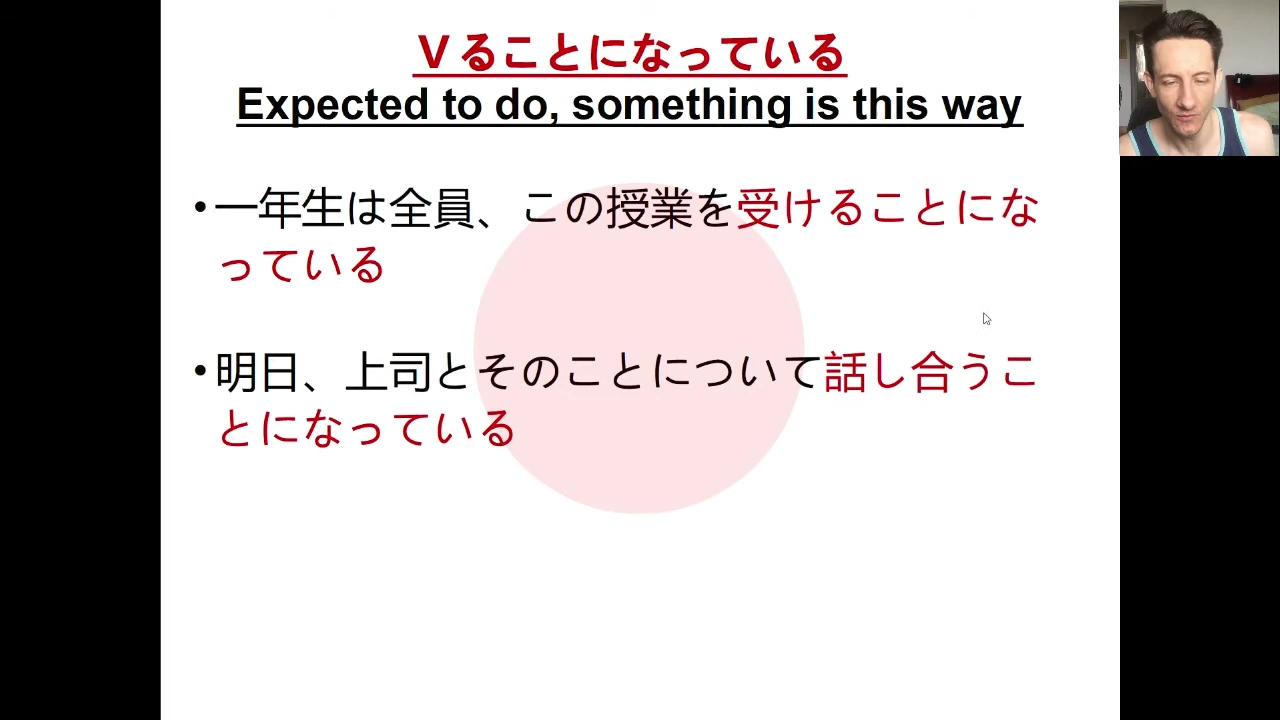 Ｖることになっている
Expected to do, something is this way
•一年生は全員、この授業を受けることにな
っている
•明日、上司とそのことについて話し合うこ
とになっている